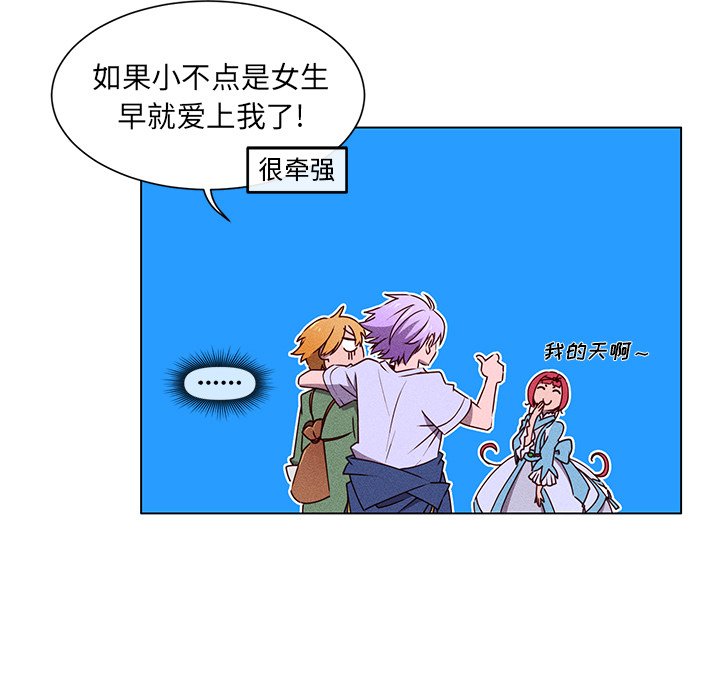 如果小不点是女生
早就爱上我了!
很牵强
我的天啊~
……